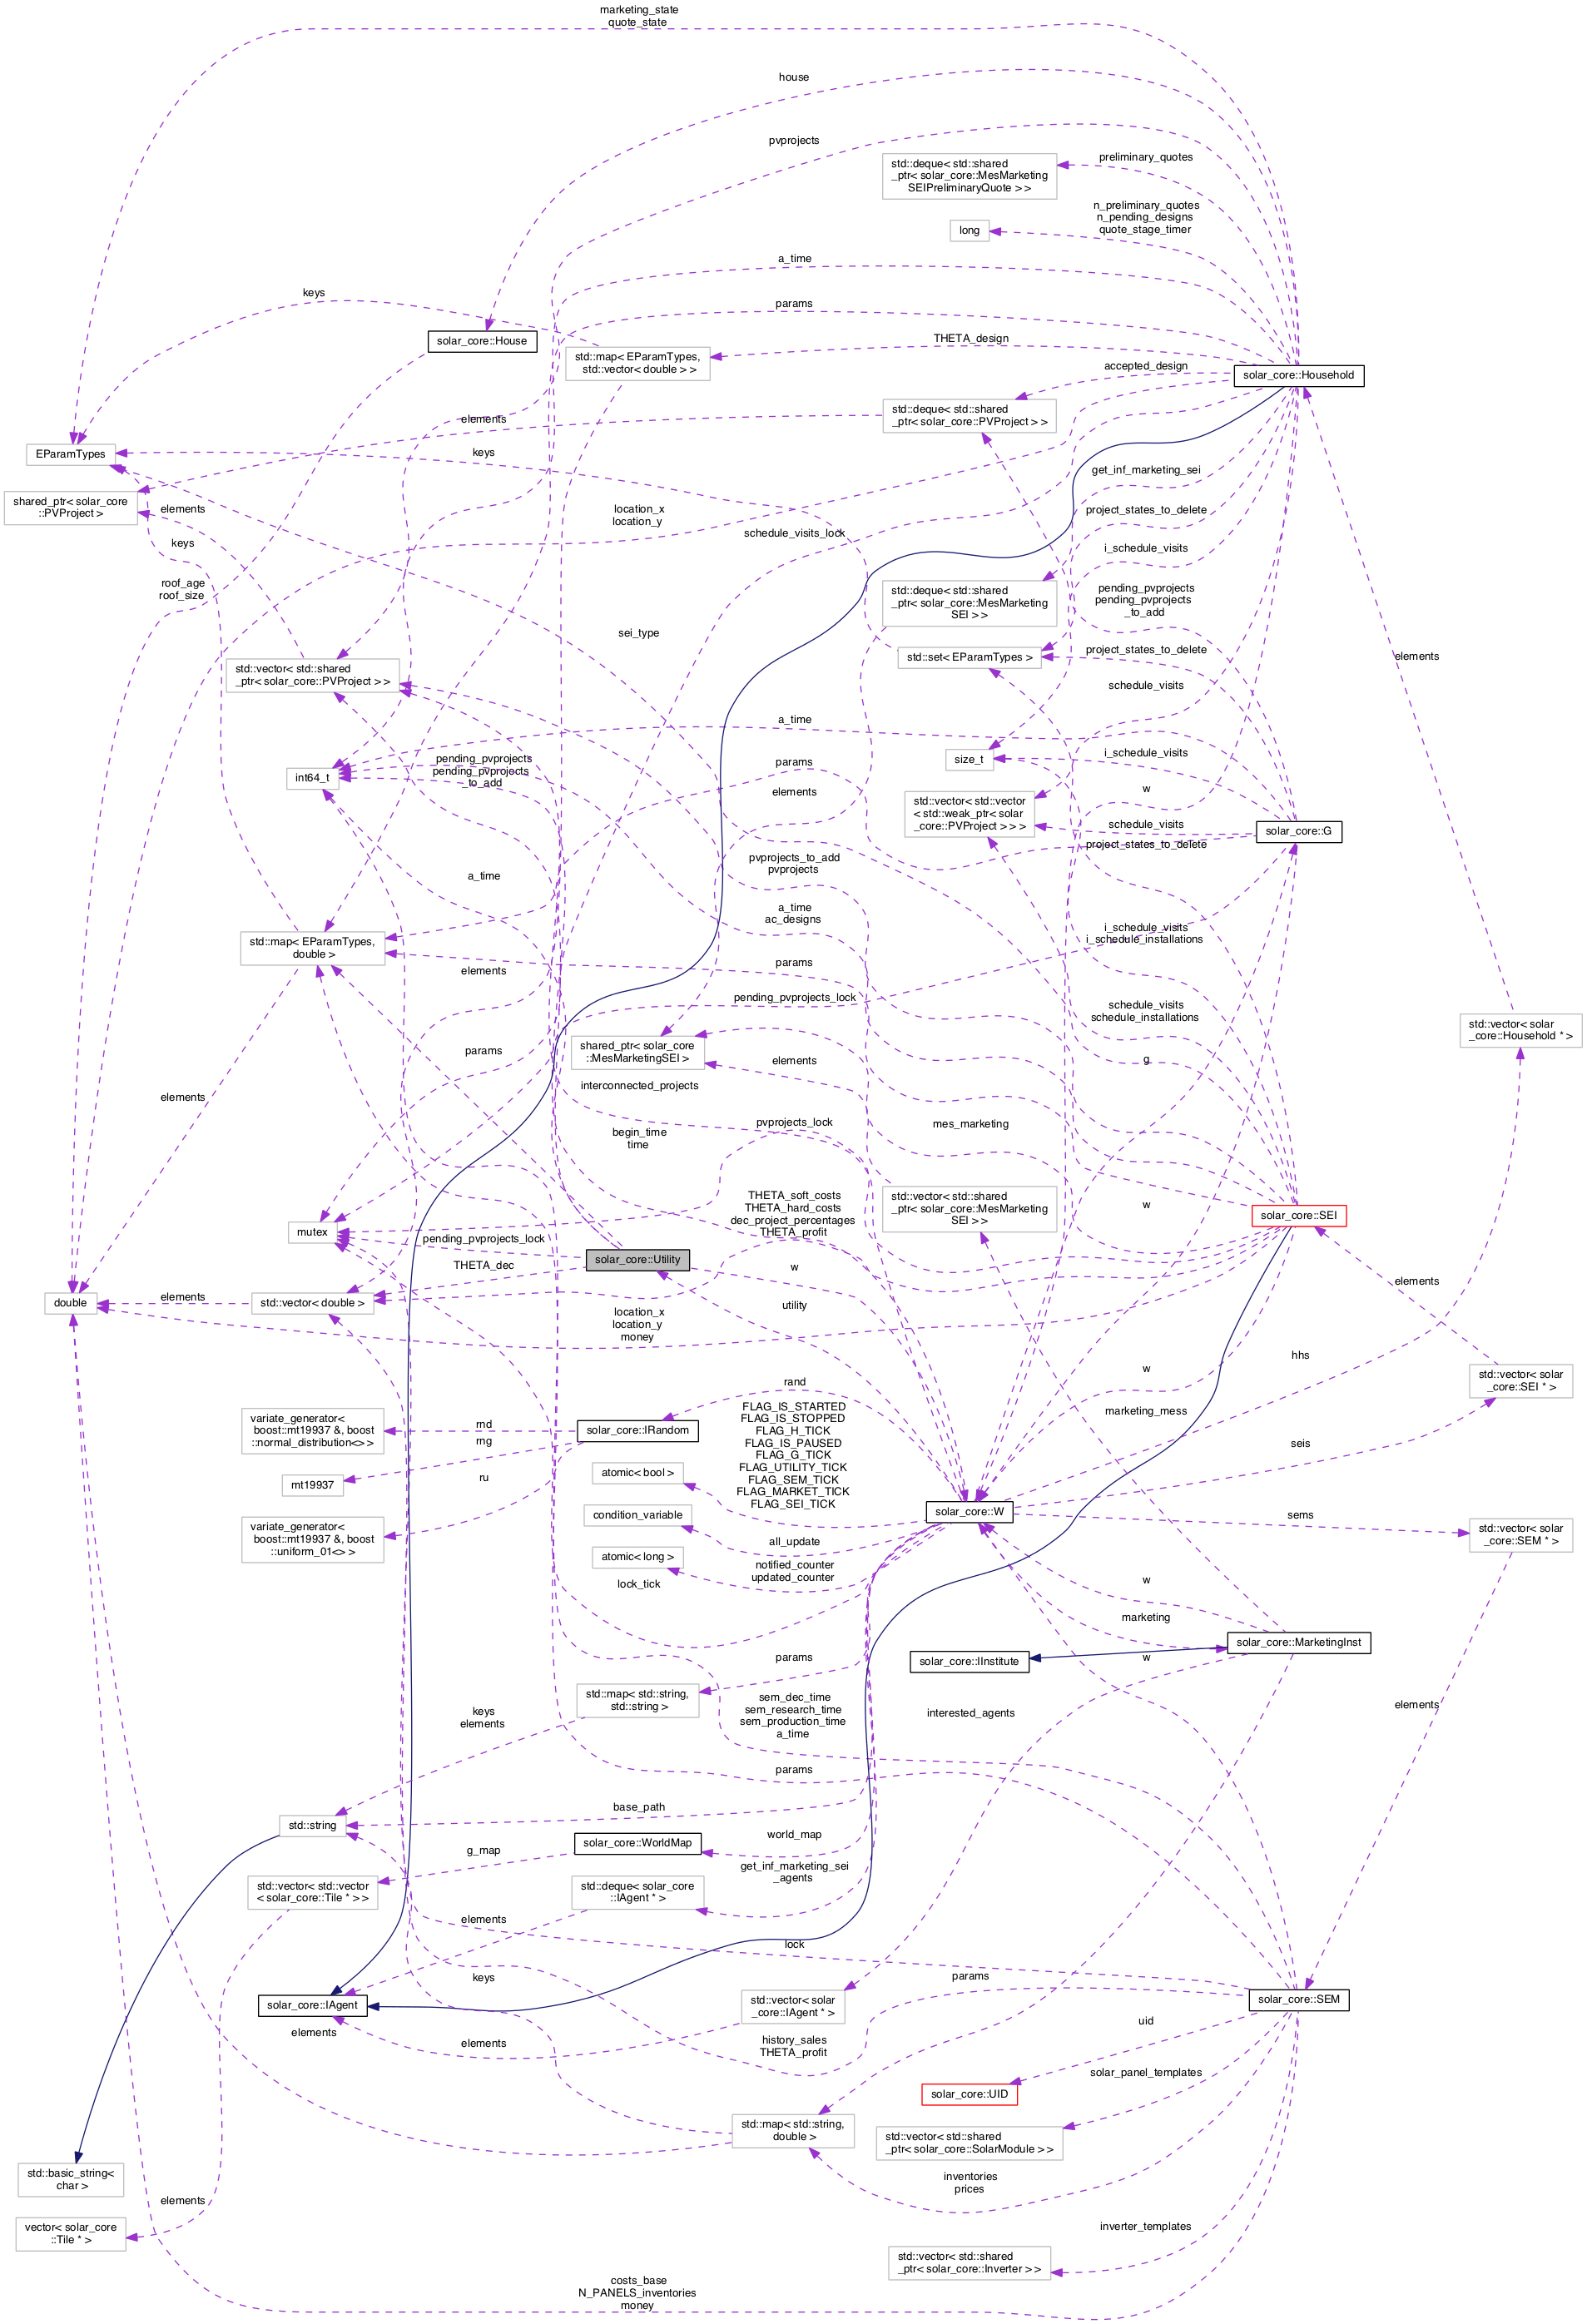 marketing_state
quote_state
house
pvprojects
std::deque< std::shared
_ptr< solar_core::MesMarketing
SEIPreliminaryQuote > >
preliminary_quotes
n_preliminary_quotes
n_pending_designs
quote_stage_timer
long
a_time
keys
params
solar_core::House
std::map< EParamTypes,
std::vector< double > >
THETA_design
accepted_design
solar_core::Household
std::deque< std::shared
_ptr< solar_core::PVProject > >
elements
EParamTypes
keys
get_inf_marketing_sei
shared_ptr< solar_core
::PVProject >
elements
location_x
location_y
project_states_to_delete
schedule_visits_lock
keys
i_schedule_visits
roof_age
roof_size
std::deque< std::shared
_ptr< solar_core::MesMarketing
SEI > >
pending_pvprojects
pending_pvprojects
_to_add
sei_type
std::set< EParamTypes >
project_states_to_delete
elements
std::vector< std::shared
_ptr< solar_core::PVProject > >
schedule_visits
a_time
pending_pvprojects
pending_pvprojects
_to_add
int64_t
params
size_t
i_schedule_visits
elements
w
std::vector< std::vector
< std::weak_ptr< solar
_core::PVProject > > >
schedule_visits
solar_core::G
project_states_to_delete
pvprojects_to_add
pvprojects
a_time
a_time
ac_designs
i_schedule_visits
i_schedule_installations
std::map< EParamTypes,
double >
elements
params
pending_pvprojects_lock
schedule_visits
schedule_installations
std::vector< solar
_core::Household * >
shared_ptr< solar_core
::MesMarketingSEI >
params
elements
g
elements
interconnected_projects
begin_time
time
pvprojects_lock
mes_marketing
std::vector< std::shared
_ptr< solar_core::MesMarketing
SEI > >
THETA_soft_costs
THETA_hard_costs
dec_project_percentages
THETA_profit
w
solar_core::SEI
mutex
pending_pvprojects_lock
solar_core::Utility
THETA_dec
w
elements
double
elements
std::vector< double >
utility
location_x
location_y
money
hhs
w
std::vector< solar
_core::SEI * >
rand
marketing_mess
variate_generator<
boost::mt19937 &, boost
::normal_distribution<> >
rnd
solar_core::IRandom
FLAG_IS_STARTED
FLAG_IS_STOPPED
FLAG_H_TICK
FLAG_IS_PAUSED
FLAG_G_TICK
FLAG_UTILITY_TICK
FLAG_SEM_TICK
FLAG_MARKET_TICK
FLAG_SEI_TICK
rng
seis
mt19937
ru
atomic< bool >
condition_variable
solar_core::W
sems
variate_generator<
boost::mt19937 &, boost
::uniform_01<> >
all_update
std::vector< solar
_core::SEM * >
atomic< long >
notified_counter
updated_counter
lock_tick
w
marketing
solar_core::MarketingInst
solar_core::IInstitute
params
w
std::map< std::string,
std::string >
keys
elements
sem_dec_time
sem_research_time
sem_production_time
a_time
interested_agents
elements
params
base_path
std::string
solar_core::WorldMap
world_map
g_map
get_inf_marketing_sei
_agents
std::vector< std::vector
< solar_core::Tile * > >
std::deque< solar_core
::IAgent * >
elements
lock
keys
params
solar_core::IAgent
std::vector< solar
_core::IAgent * >
solar_core::SEM
elements
elements
history_sales
THETA_profit
uid
solar_core::UID
solar_panel_templates
std::map< std::string,
double >
std::vector< std::shared
_ptr< solar_core::SolarModule > >
std::basic_string<
char >
inventories
prices
elements
vector< solar_core
::Tile * >
inverter_templates
std::vector< std::shared
_ptr< solar_core::Inverter > >
costs_base
N_PANELS_inventories
money